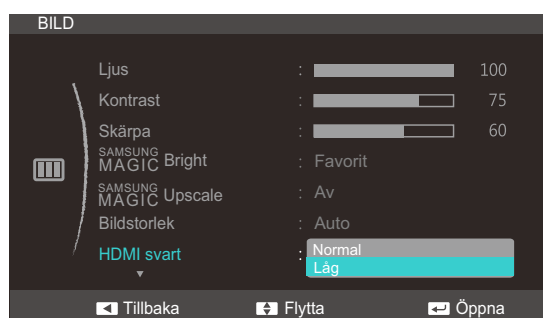 BILD
Ljus : 100
Kontrast : 75
Skärpa : 60
SAMSUNG MAGIC Bright : Favorit
SAMSUNG MAGIC Upscale : Av
Bildstorlek : Auto
HDMI svart : Normal
Låg
Tillbaka Flytta Öppna